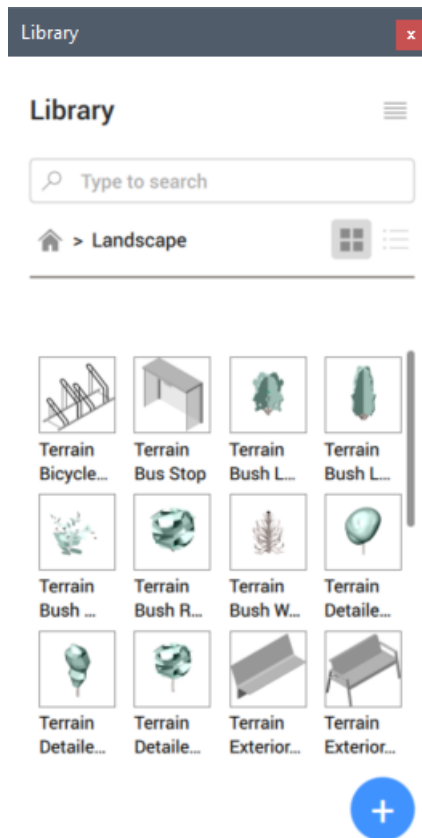 Library
x
Library
Type to search
> Landscape
Terrain Terrain Terrain Terrain
Bicycle... Bus Stop Bush L... Bush L...
Terrain Terrain Terrain Terrain
Bush ... Bush R... Bush W... Detaile...
Terrain Terrain Terrain Terrain
Detaile... Detaile... Exterior... Exterior...
+